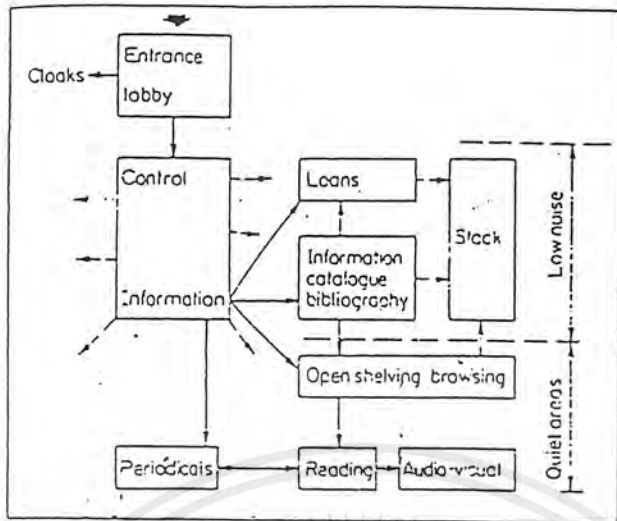 Entrance
lobby
Cloaks
Control
Information
Loans
Information
catalogue
bibliography
Stack
Open shelving browsing
Periodicals
Reading
Audio-visual
Low noise
Quiet areas